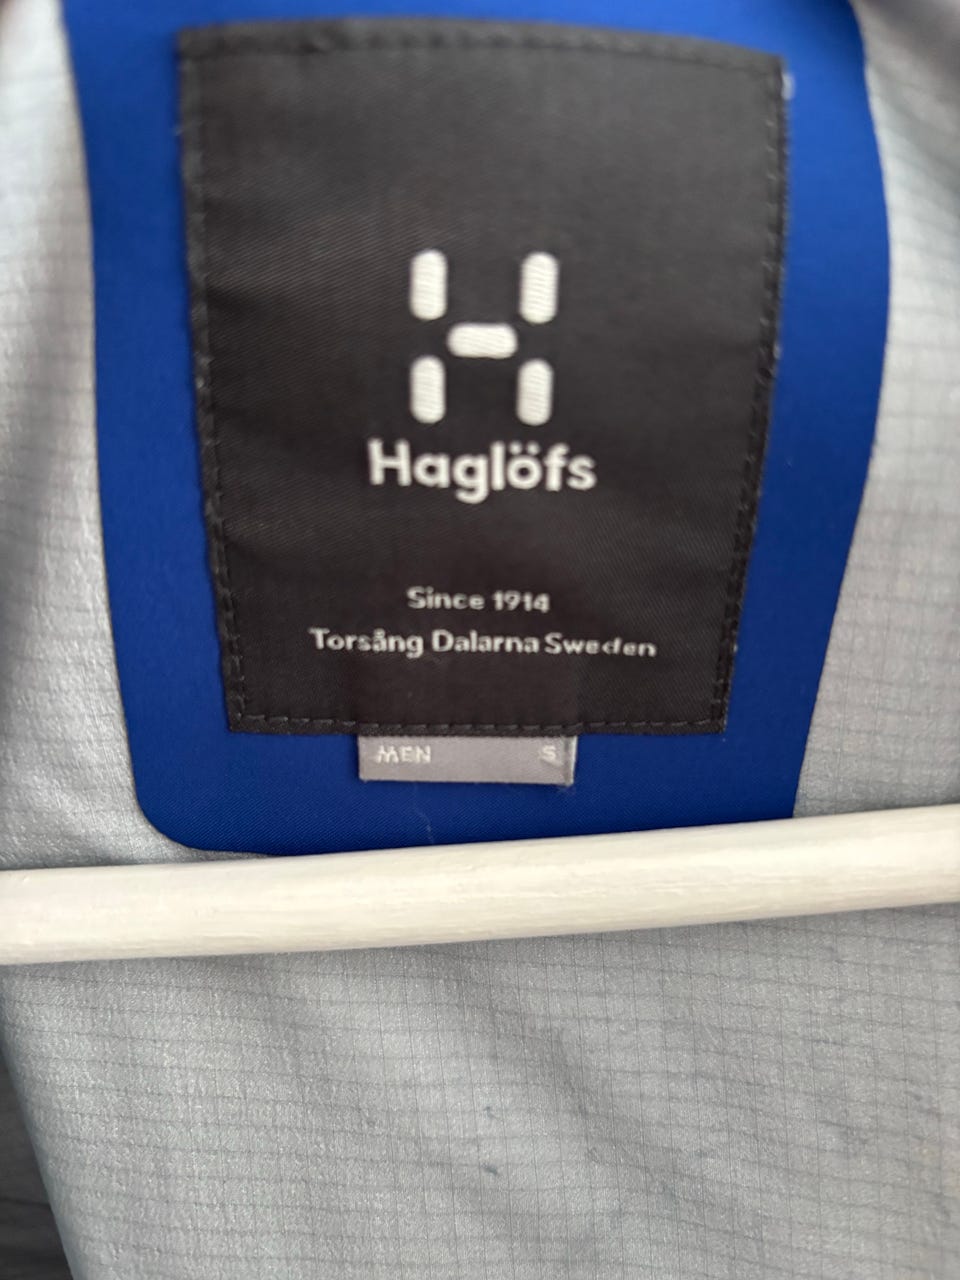 Haglöfs
Since 1914
Torsång Dalarna Sweden
MEN S